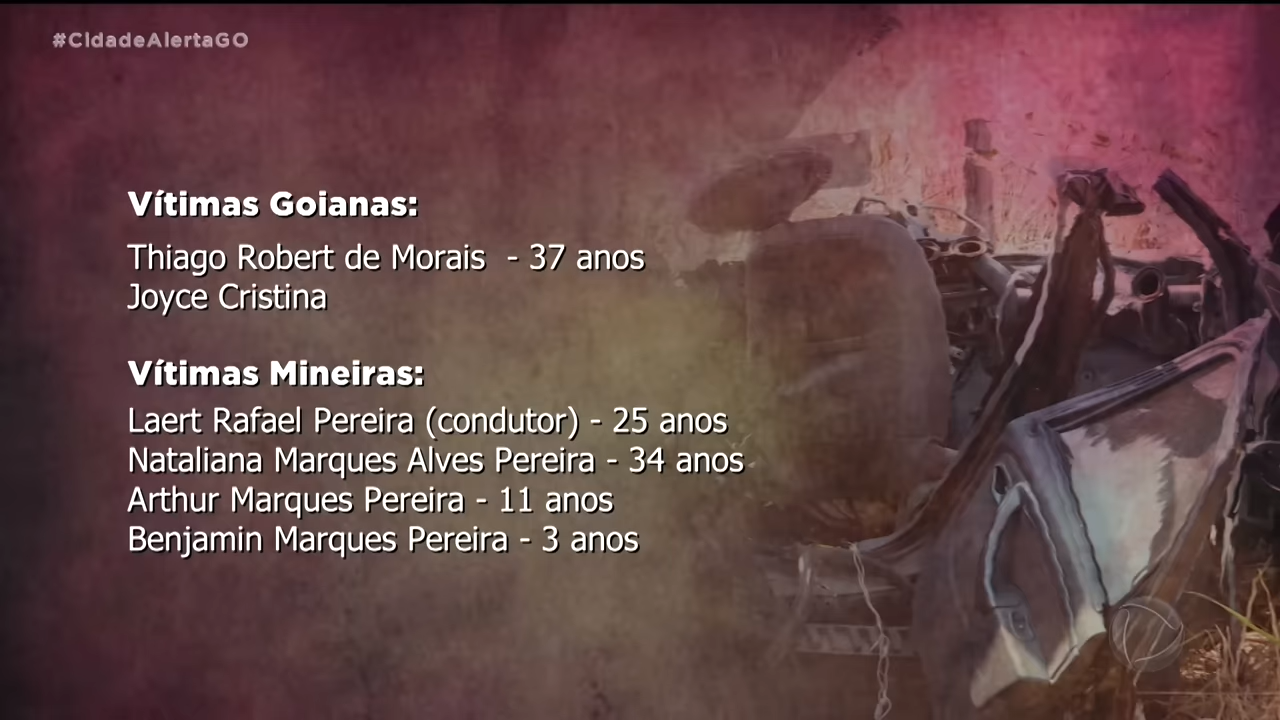 #CidadeAlertaGO
Vítimas Goianas:
Thiago Robert de Morais - 37 anos
Joyce Cristina
Vítimas Mineiras:
Laert Rafael Pereira (condutor) - 25 anos
Nataliana Marques Alves Pereira - 34 anos
Arthur Marques Pereira - 11 anos
Benjamin Marques Pereira - 3 anos